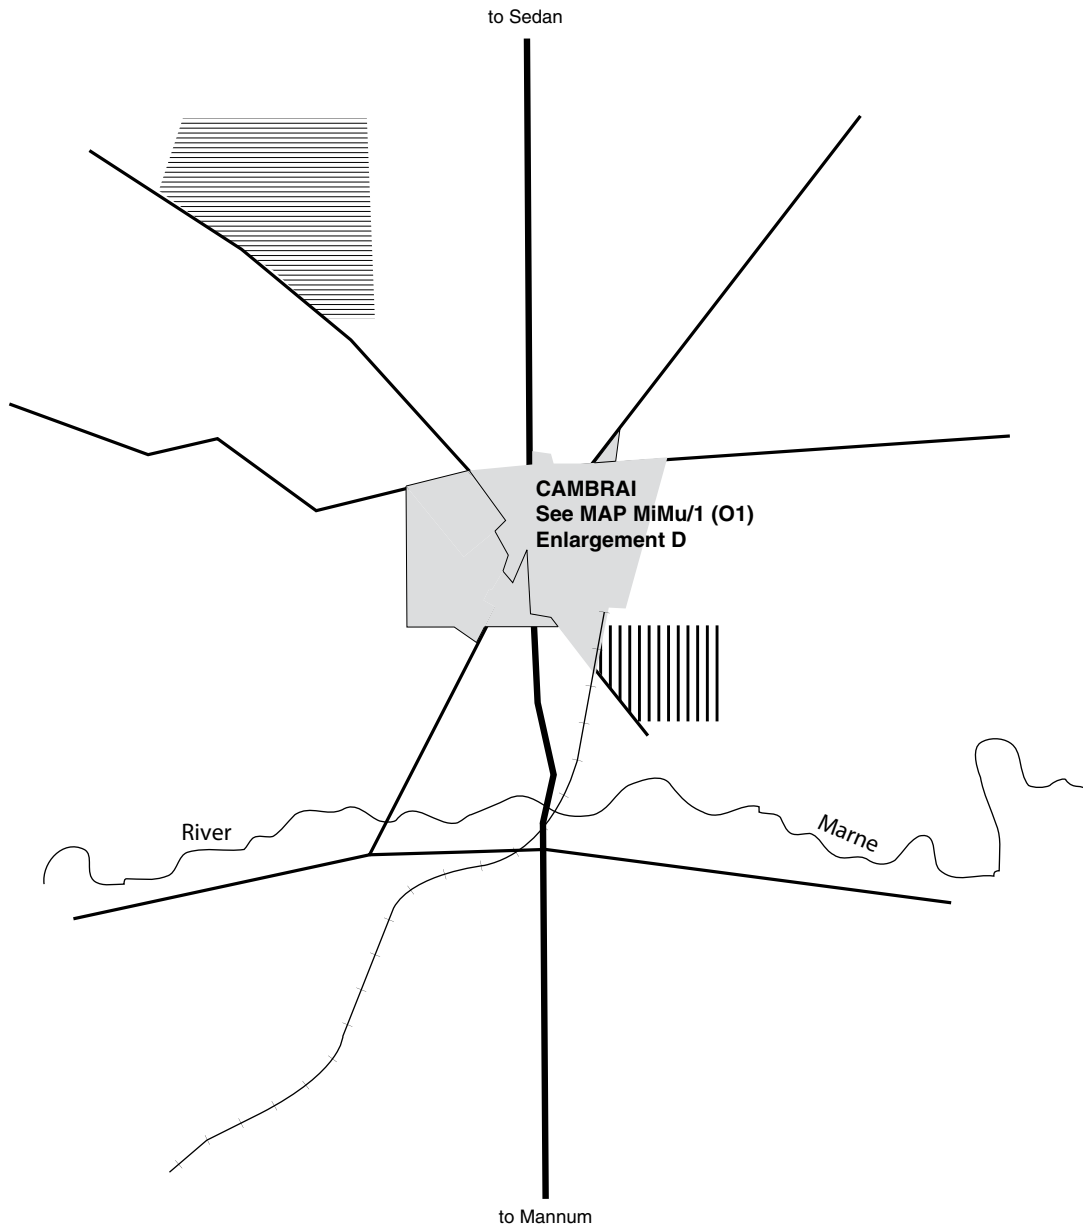 to Sedan
CAMBRAI
See MAP MiMu/1 (O1)
Enlargement D
River
Marne
to Mannum